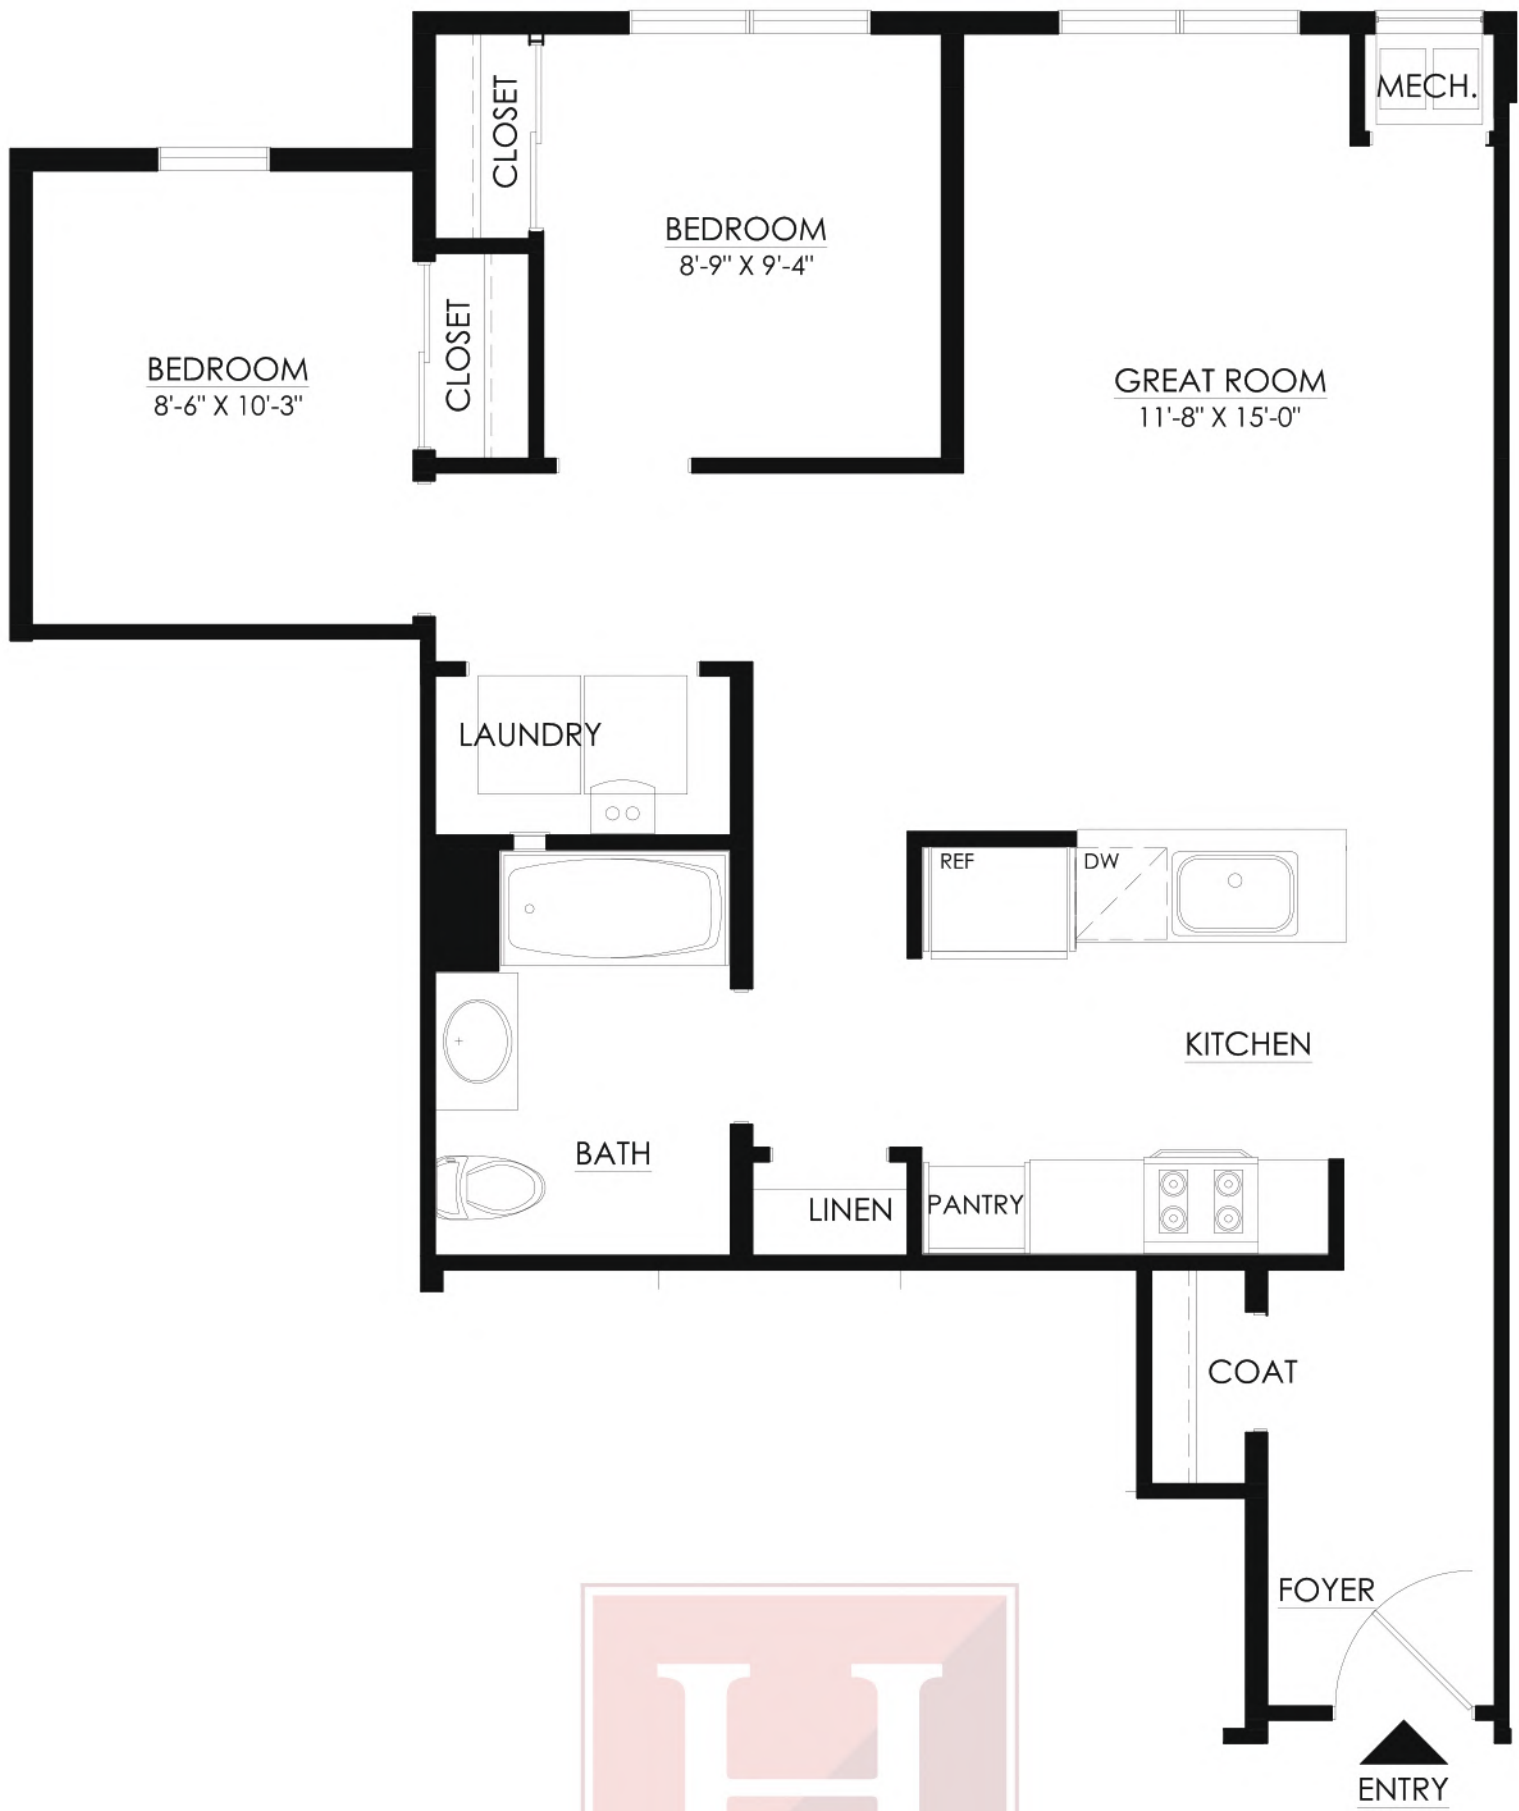 MECH.
CLOSET
BEDROOM
8'-9" X 9'-4"
CLOSET
BEDROOM
8'-6" X 10'-3"
GREAT ROOM
11'-8" X 15'-0"
LAUNDRY
REF
DW
KITCHEN
BATH
LINEN
PANTRY
COAT
FOYER
ENTRY
H